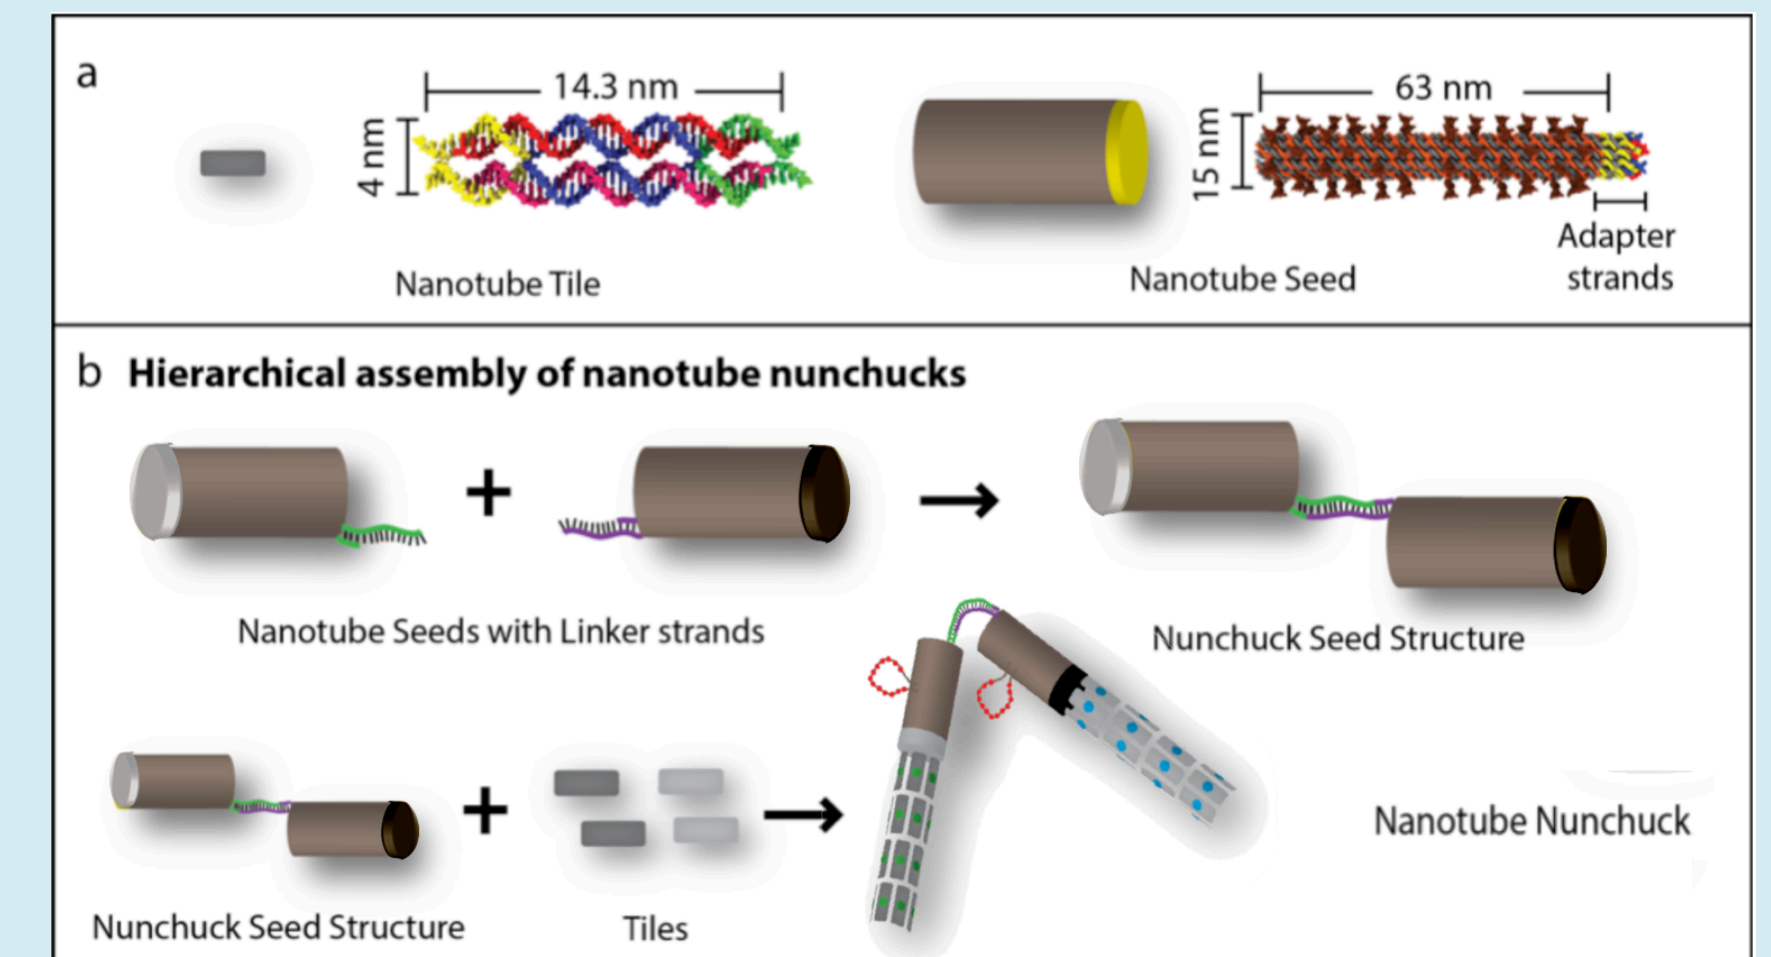 a
14.3 nm
4 nm
Nanotube Tile
63 nm
15 nm
Adapter
strands
Nanotube Seed
b Hierarchical assembly of nanotube nunchucks
+
Nanotube Seeds with Linker strands
Nunchuck Seed Structure
+
Nunchuck Seed Structure
Tiles
Nanotube Nunchuck